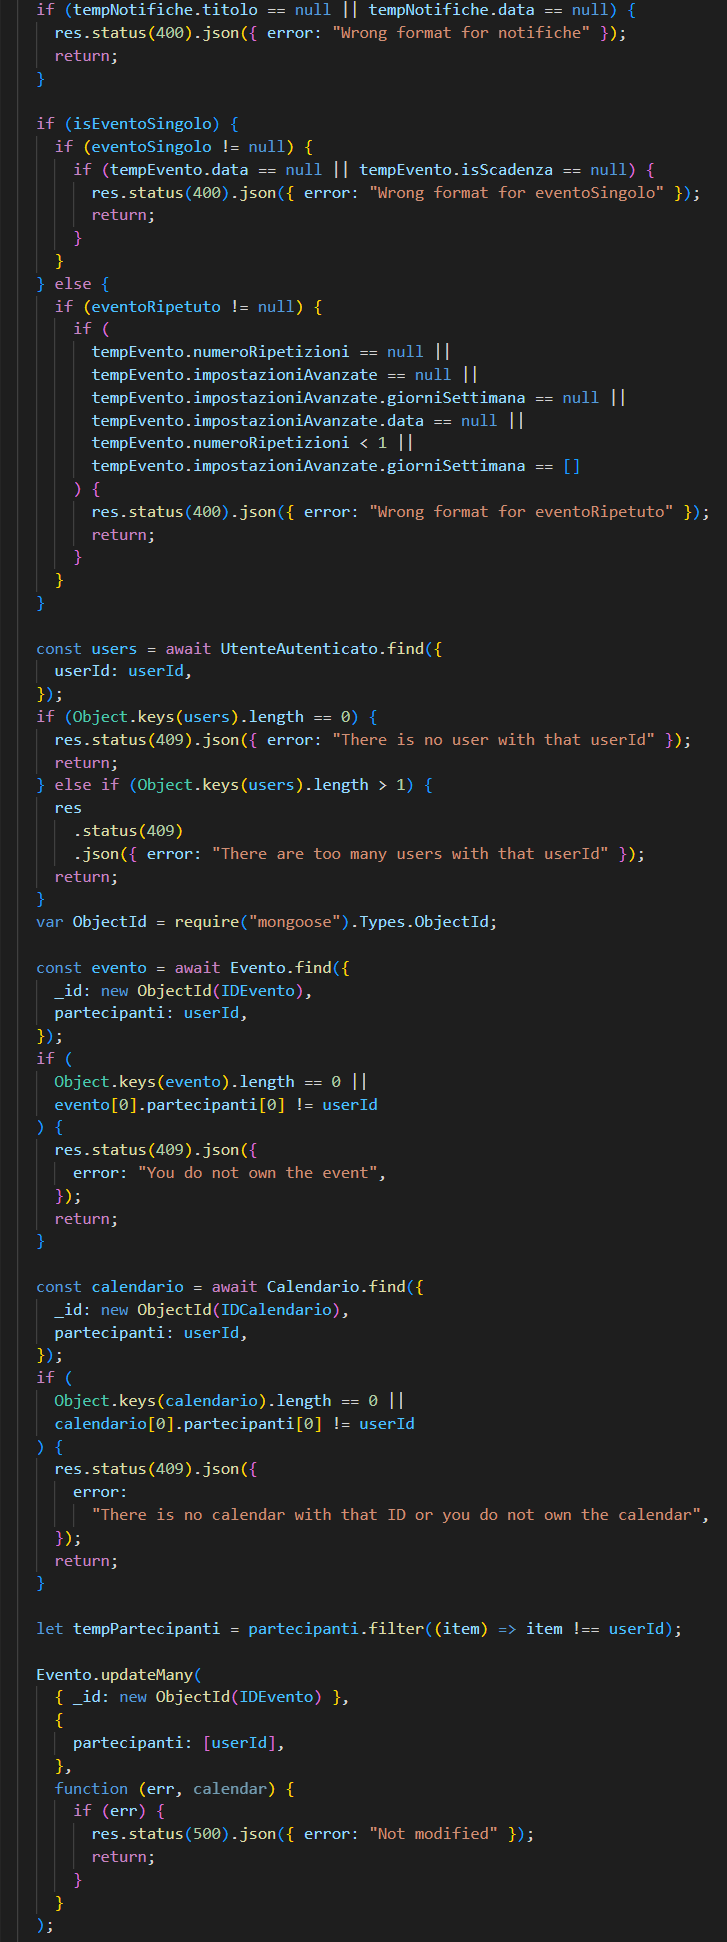 if (tempNotifiche.titolo == null || tempNotifiche.data == null) {
  res.status(400).json({ error: "Wrong format for notifiche" });
  return;
}

if (isEventoSingolo) {
  if (eventoSingolo != null) {
    if (tempEvento.data == null || tempEvento.isScadenza == null) {
      res.status(400).json({ error: "Wrong format for eventoSingolo" });
      return;
    }
  }
} else {
  if (eventoRipetuto != null) {
    if (
      tempEvento.numeroRipetizioni == null ||
      tempEvento.impostazioniAvanzate == null ||
      tempEvento.impostazioniAvanzate.giorniSettimana == null ||
      tempEvento.impostazioniAvanzate.data == null ||
      tempEvento.numeroRipetizioni < 1 ||
      tempEvento.impostazioniAvanzate.giorniSettimana == []
    ) {
      res.status(400).json({ error: "Wrong format for eventoRipetuto" });
      return;
    }
  }
}

const users = await UtenteAutenticato.find({
  userId: userId,
});
if (Object.keys(users).length == 0) {
  res.status(409).json({ error: "There is no user with that userId" });
  return;
} else if (Object.keys(users).length > 1) {
  res
    .status(409)
    .json({ error: "There are too many users with that userId" });
  return;
}
var ObjectId = require("mongoose").Types.ObjectId;

const evento = await Evento.find({
  _id: new ObjectId(IDEvento),
  partecipanti: userId,
});
if (
  Object.keys(evento).length == 0 ||
  evento[0].partecipanti[0] != userId
) {
  res.status(409).json({
    error: "You do not own the event",
  });
  return;
}

const calendario = await Calendario.find({
  _id: new ObjectId(IDCalendario),
  partecipanti: userId,
});
if (
  Object.keys(calendario).length == 0 ||
  calendario[0].partecipanti[0] != userId
) {
  res.status(409).json({
    error:
      "There is no calendar with that ID or you do not own the calendar",
  });
  return;
}

let tempPartecipanti = partecipanti.filter((item) => item !== userId);

Evento.updateMany(
  { _id: new ObjectId(IDEvento) },
  {
    partecipanti: [userId],
  },
  function (err, calendar) {
    if (err) {
      res.status(500).json({ error: "Not modified" });
      return;
    }
  }
);